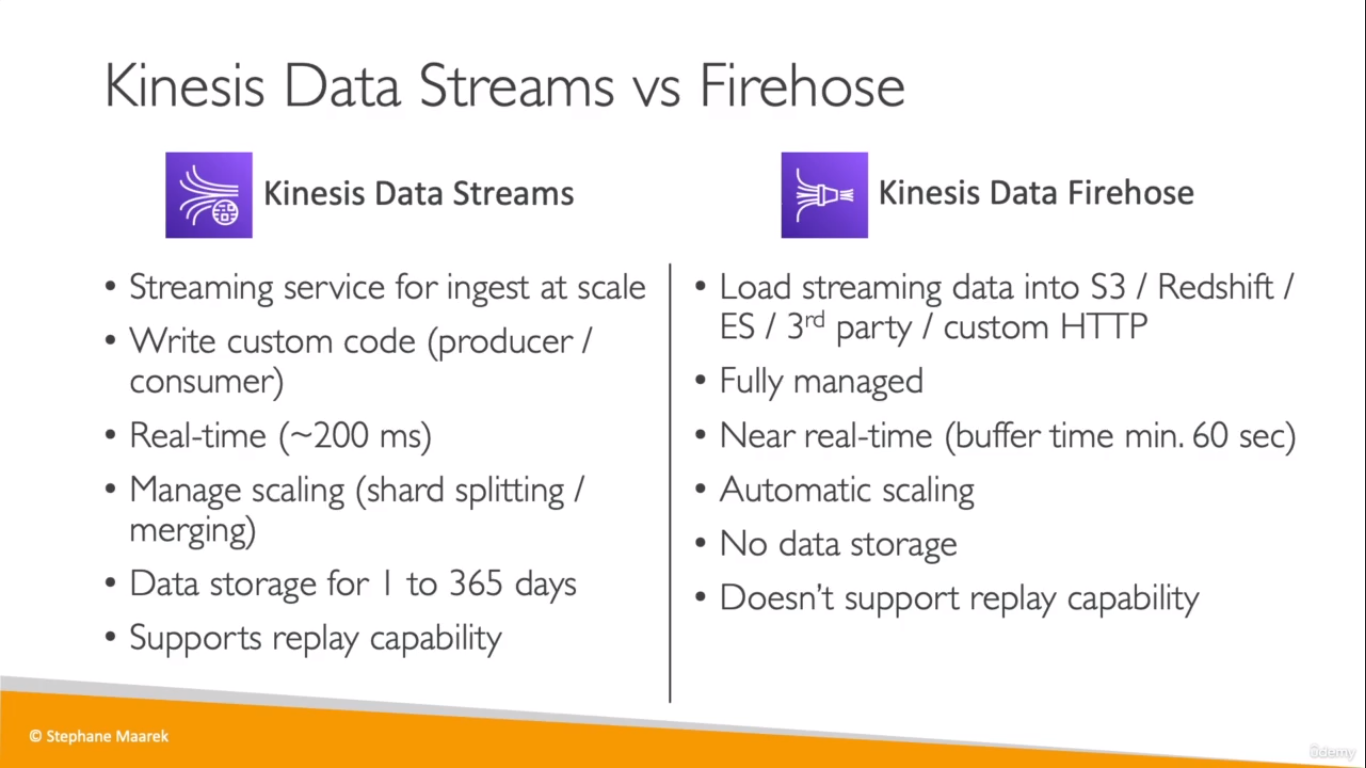 Kinesis Data Streams vs Firehose
Kinesis Data Streams
• Streaming service for ingest at scale
• Write custom code (producer /
consumer)
• Real-time (~200 ms)
• Manage scaling (shard splitting /
merging)
• Data storage for 1 to 365 days
• Supports replay capability
Kinesis Data Firehose
• Load streaming data into S3 / Redshift /
ES / 3rd party / custom HTTP
• Fully managed
• Near real-time (buffer time min. 60 sec)
• Automatic scaling
• No data storage
• Doesn’t support replay capability
© Stephane Maarek
ûdemy